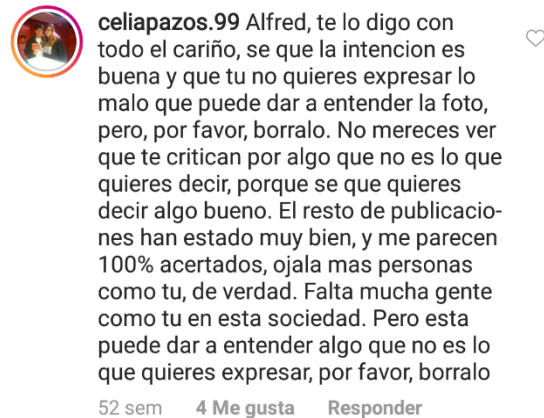 celiapazos.99 Alfred, te lo digo con
todo el cariño, se que la intencion es
buena y que tu no quieres expresar lo
malo que puede dar a entender la foto,
pero, por favor, borralo. No mereces ver
que te critican por algo que no es lo que
quieres decir, porque se que quieres
decir algo bueno. El resto de publicacio-
nes han estado muy bien, y me parecen
100% acertados, ojala mas personas
como tu, de verdad. Falta mucha gente
como tu en esta sociedad. Pero esta
puede dar a entender algo que no es lo
que quieres expresar, por favor, borralo
52 sem 4 Me gusta Responder